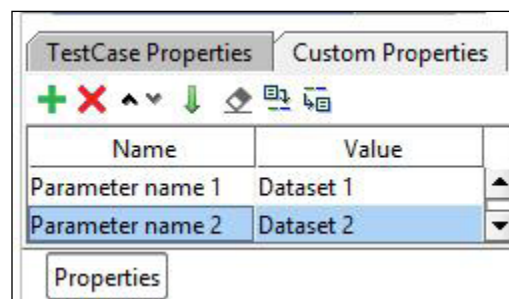 TestCase Properties Custom Properties
Name Value
Parameter name 1 Dataset 1
Parameter name 2 Dataset 2
Properties